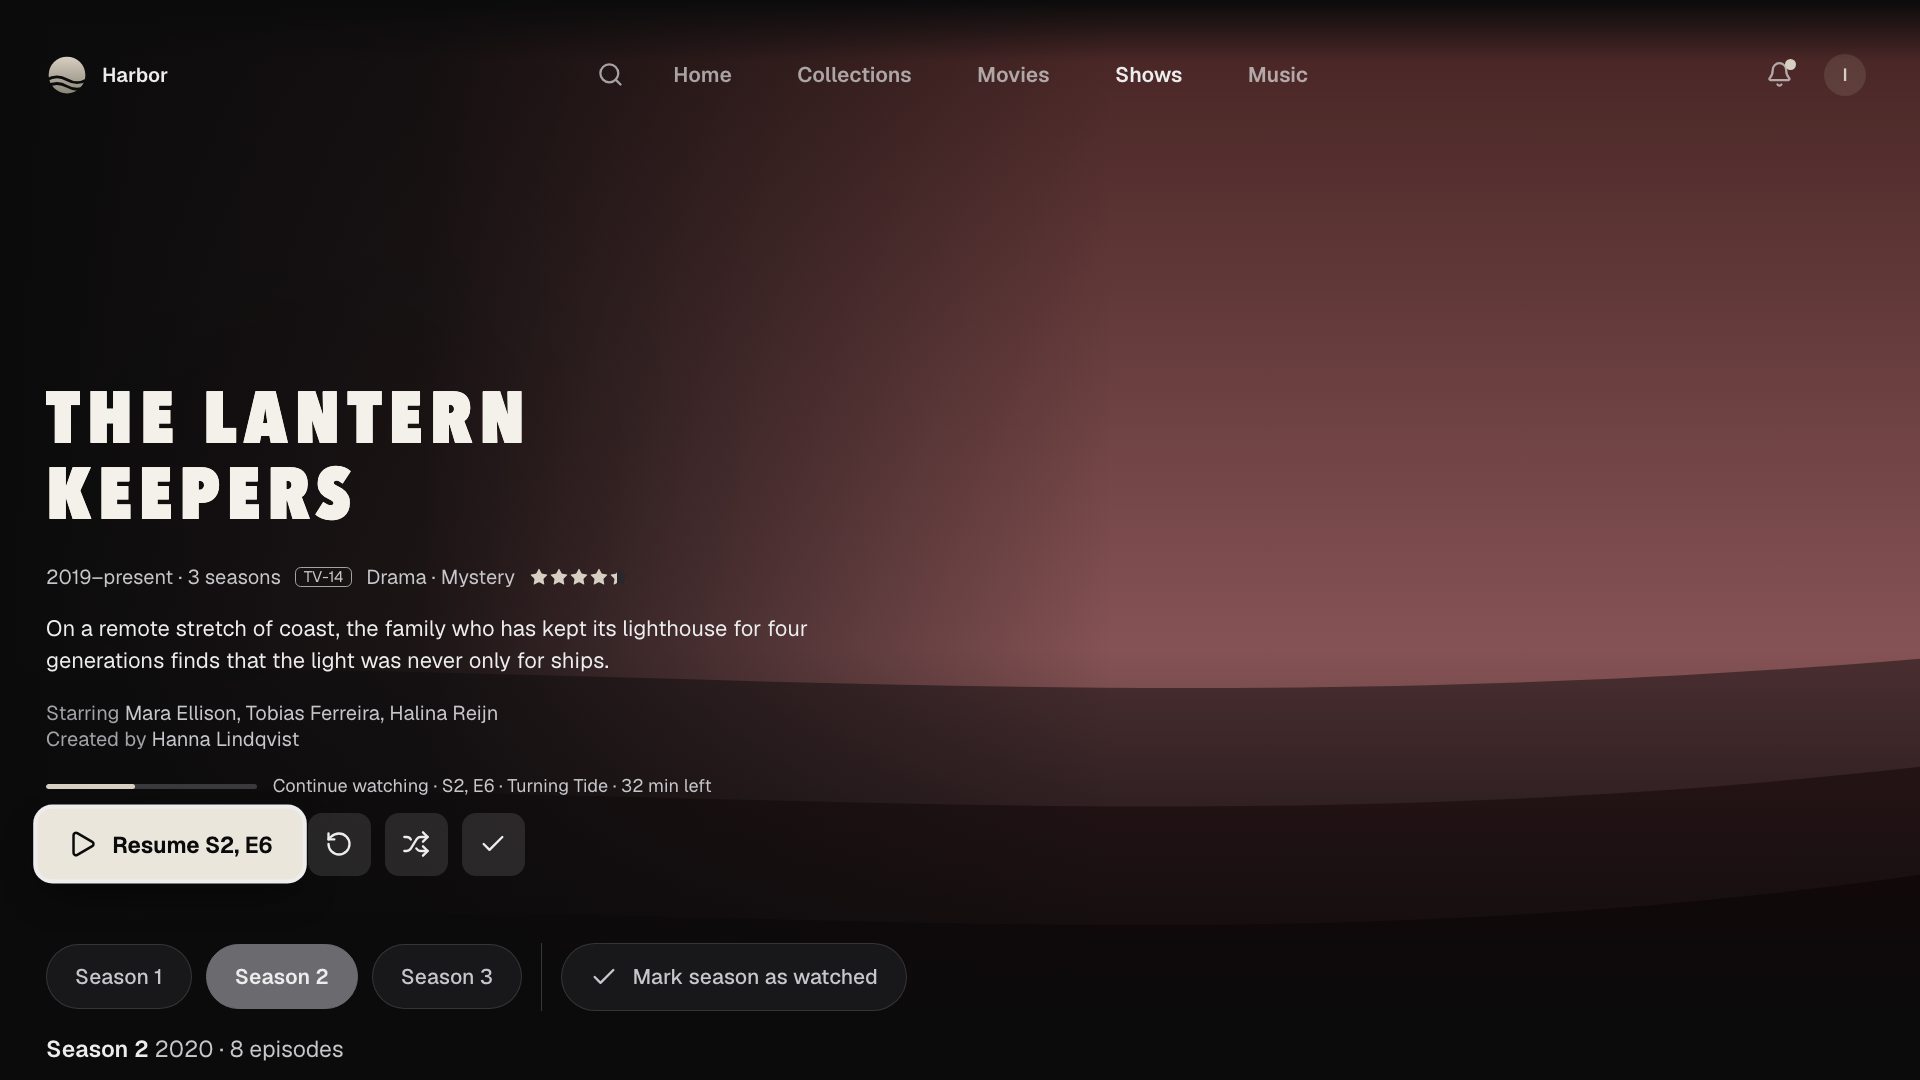 Harbor
Home
Collections
Movies
Shows
Music
I
THE LANTERN
KEEPERS
2019–present · 3 seasons TV-14 Drama · Mystery
On a remote stretch of coast, the family who has kept its lighthouse for four
generations finds that the light was never only for ships.
Starring Mara Ellison, Tobias Ferreira, Halina Reijn
Created by Hanna Lindqvist
Continue watching · S2, E6 · Turning Tide · 32 min left
Resume S2, E6
Season 1
Season 2
Season 3
Mark season as watched
Season 2 2020 · 8 episodes